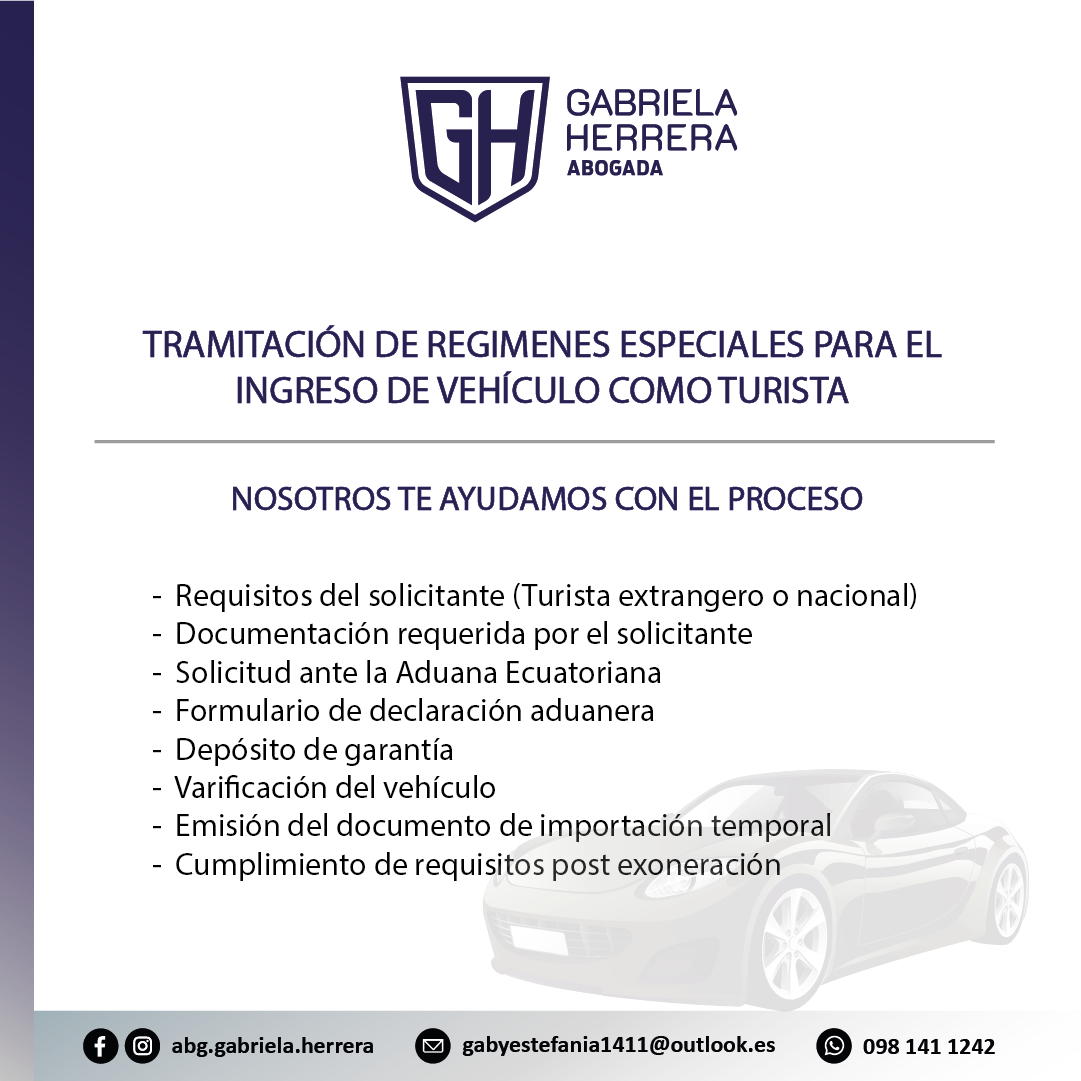 GH
GABRIELA
HERRERA
ABOGADA
TRAMITACIÓN DE REGIMENES ESPECIALES PARA EL
INGRESO DE VEHÍCULO COMO TURISTA
NOSOTROS TE AYUDAMOS CON EL PROCESO
- Requisitos del solicitante (Turista extrangero o nacional)
- Documentación requerida por el solicitante
- Solicitud ante la Aduana Ecuatoriana
- Formulario de declaración aduanera
- Depósito de garantía
- Varificación del vehículo
- Emisión del documento de importación temporal
- Cumplimiento de requisitos post exoneración
abg.gabriela.herrera gabyestefania1411@outlook.es 098 141 1242